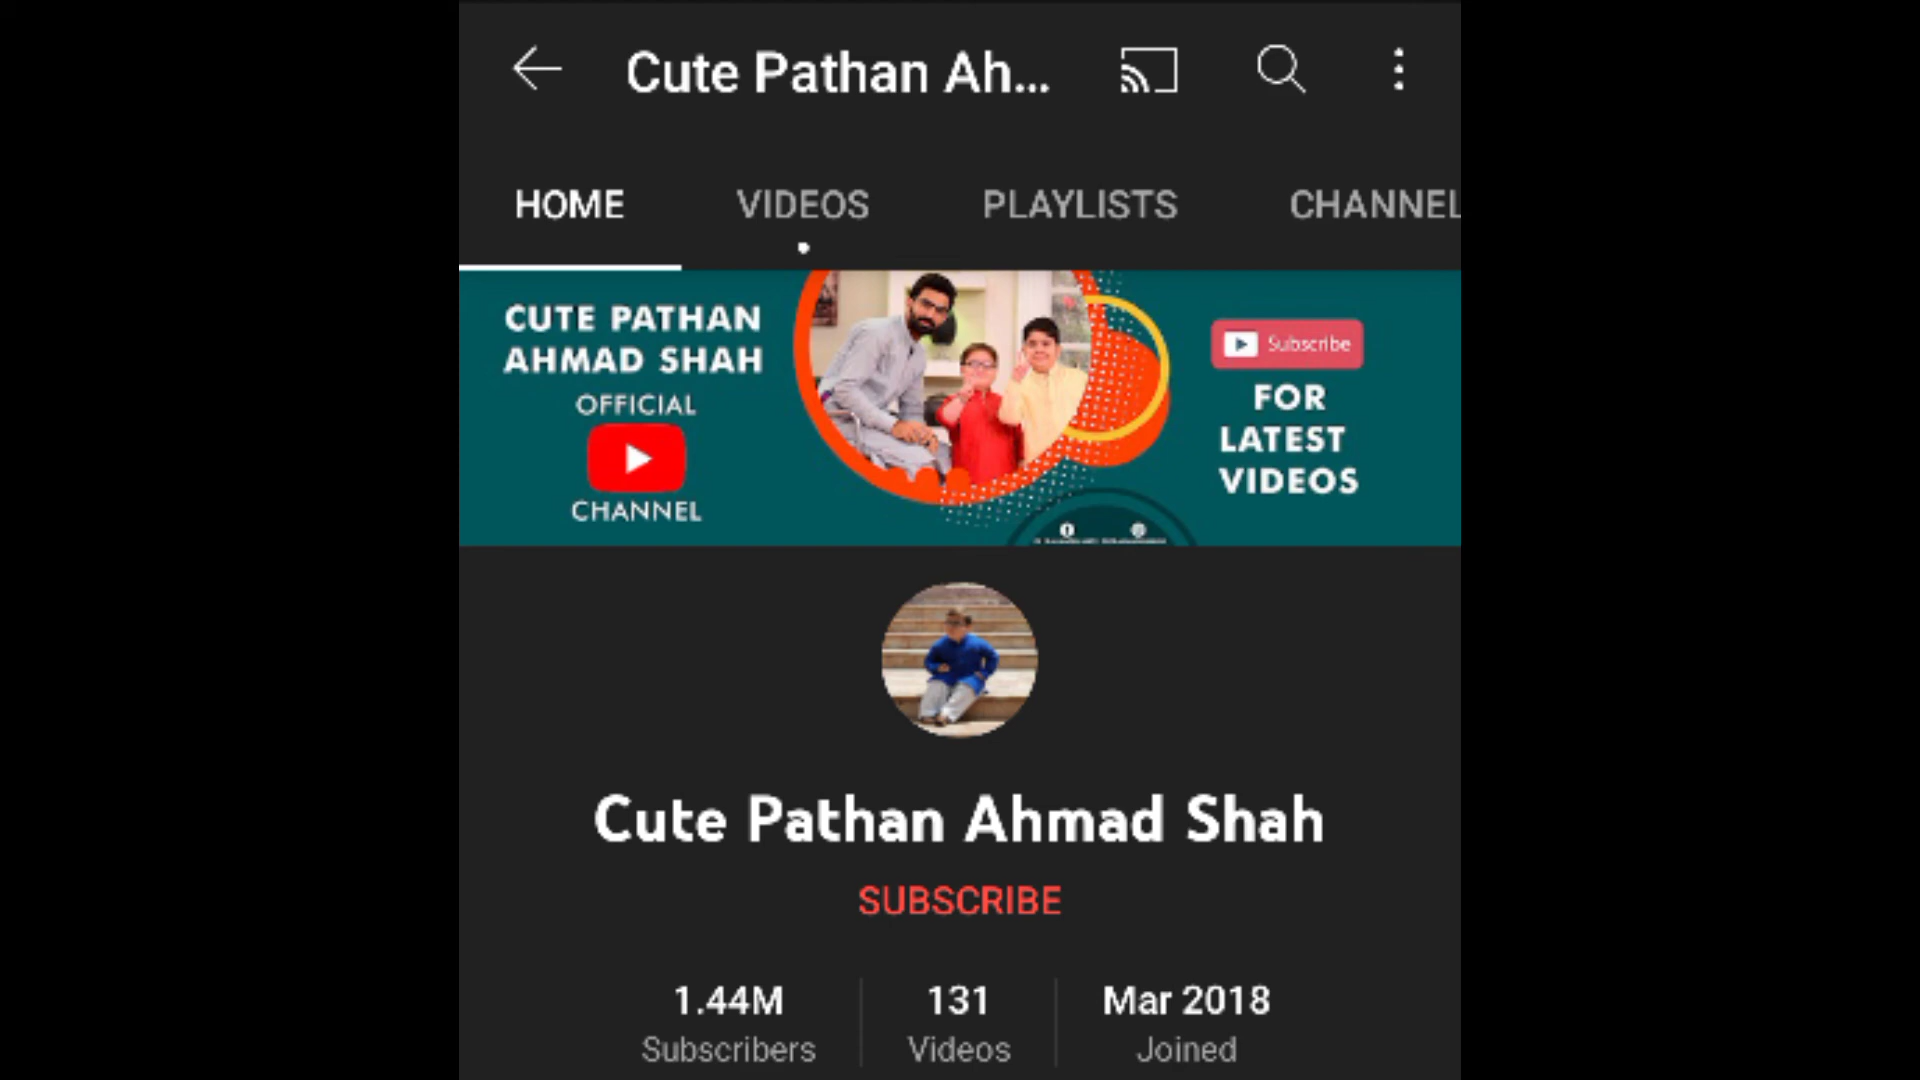 Cute Pathan Ah...
HOME
VIDEOS
PLAYLISTS
CHANNEL
CUTE PATHAN
AHMAD SHAH
OFFICIAL
CHANNEL
Subscribe
FOR
LATEST
VIDEOS
Cute Pathan Ahmad Shah
SUBSCRIBE
1.44M
Subscribers
131
Videos
Mar 2018
Joined